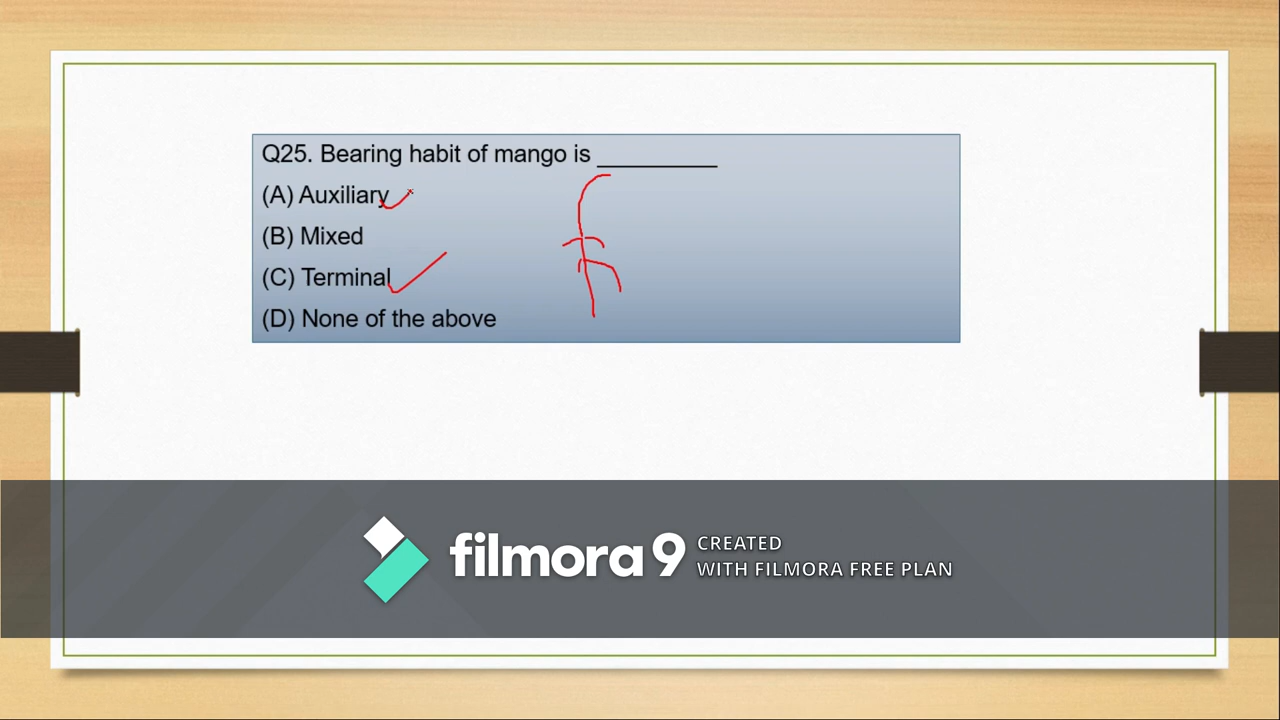 Q25. Bearing habit of mango is __________
(A) Auxiliary
(B) Mixed
(C) Terminal
(D) None of the above
filmora 9 CREATED
WITH FILMORA FREE PLAN